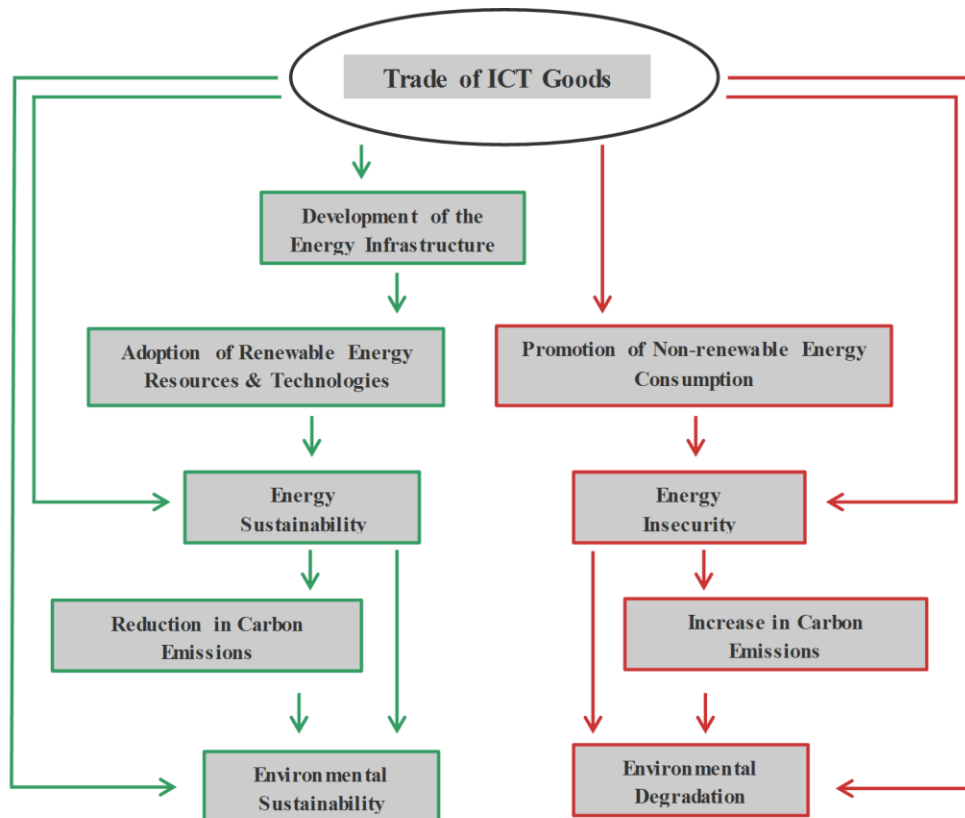 Trade of ICT Goods
Development of the
Energy Infrastructure
Adoption of Renewable Energy
Resources & Technologies
Promotion of Non-renewable Energy
Consumption
Energy
Sustainability
Energy
Insecurity
Reduction in Carbon
Emissions
Increase in Carbon
Emissions
Environmental
Sustainability
Environmental
Degradation